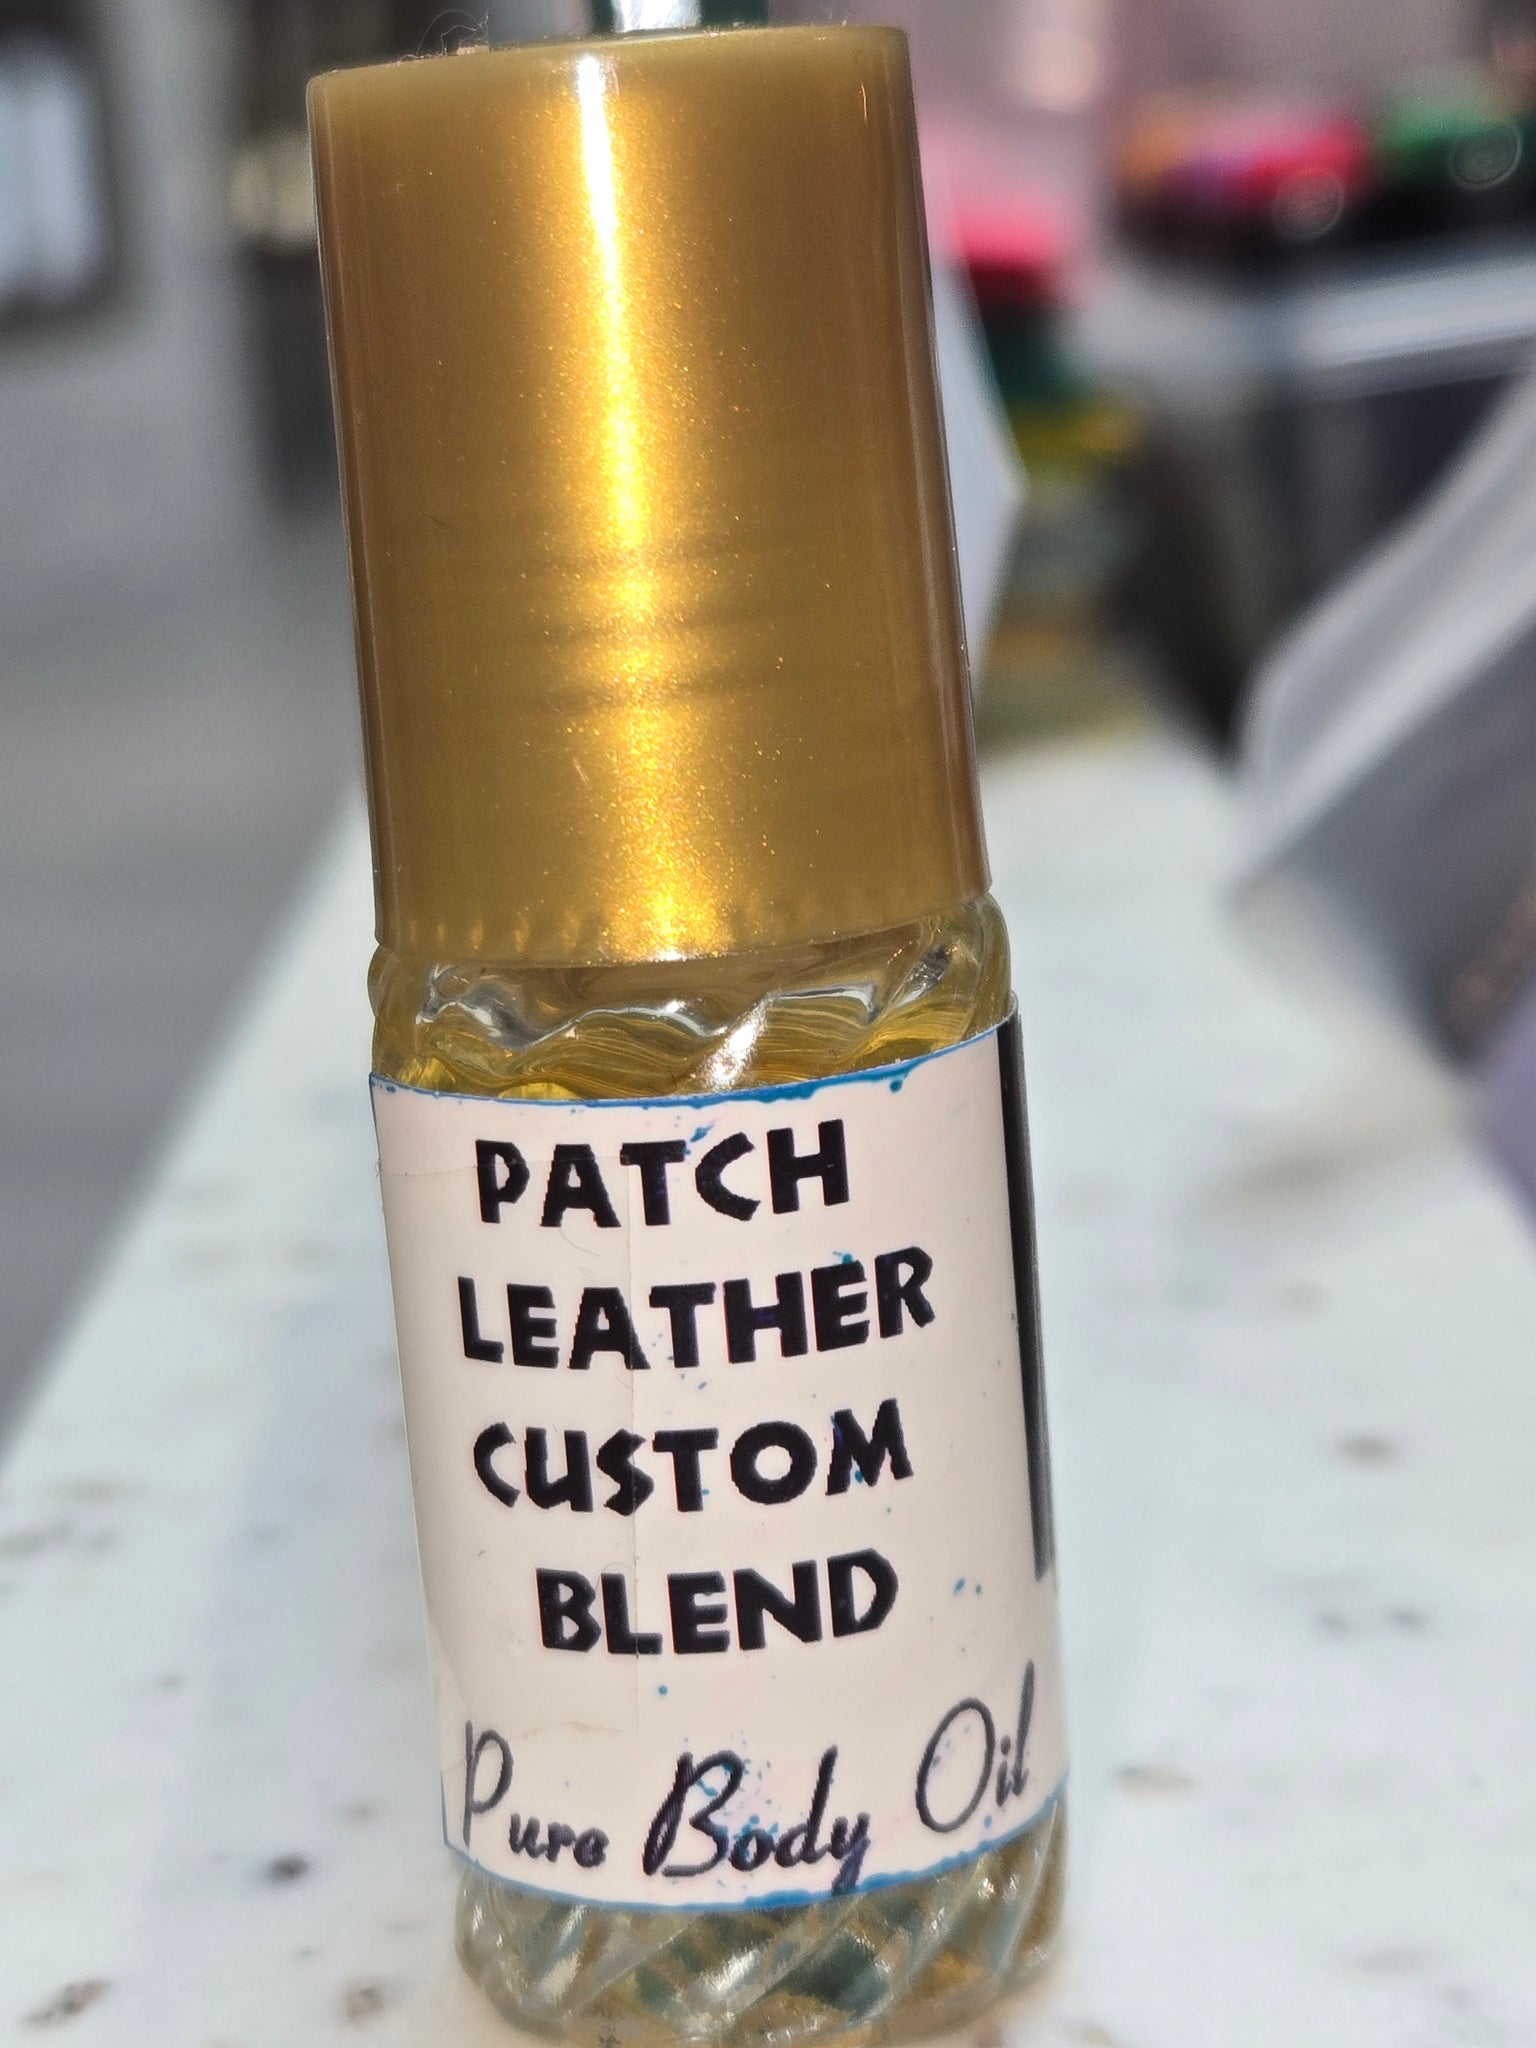 PATCH
LEATHER
CUSTOM
BLEND
Pure Body Oil